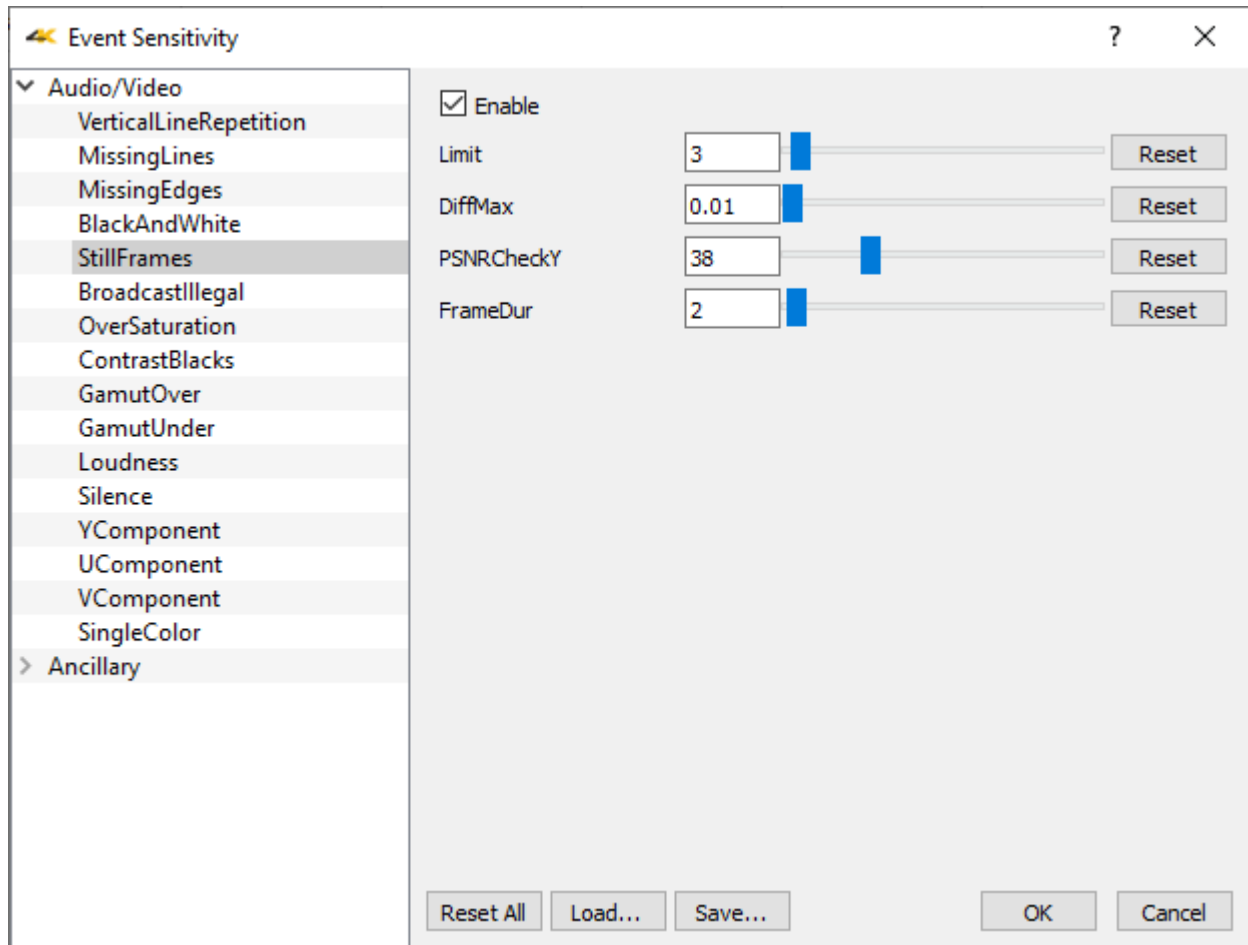 4K Event Sensitivity ?
Audio/Video
VerticalLineRepetition
MissingLines
MissingEdges
BlackAndWhite
StillFrames
BroadcastIllegal
OverSaturation
ContrastBlacks
GamutOver
GamutUnder
Loudness
Silence
YComponent
UComponent
VComponent
SingleColor
Ancillary
Enable
Limit 3 Reset
DiffMax 0.01 Reset
PSNRCheckY 38 Reset
FrameDur 2 Reset
Reset All Load... Save... OK Cancel